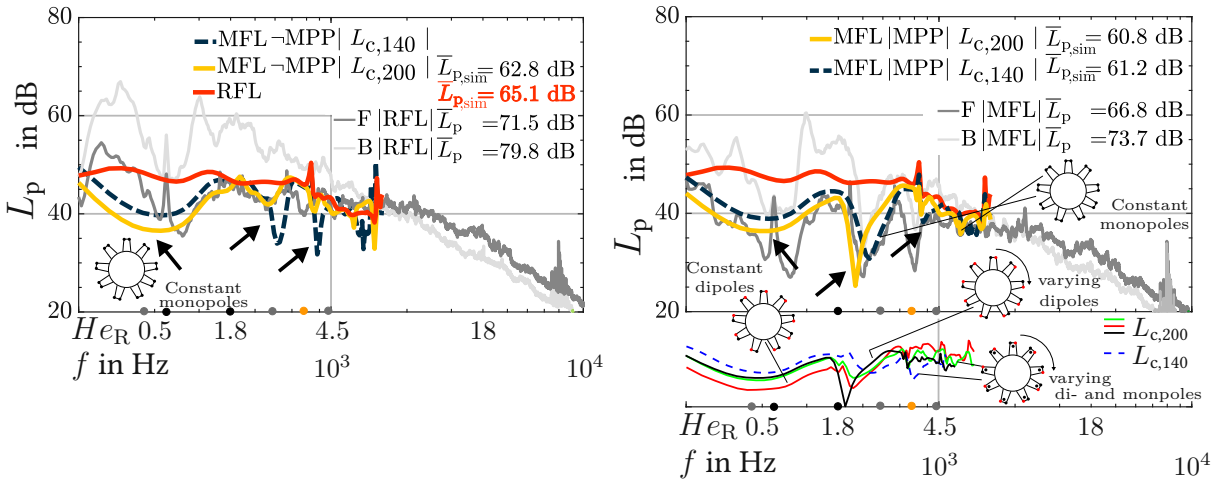 80
60
40
20
L_p in dB
MFL ¬MPP| L_c,140 |
MFL ¬MPP| L_c,200 | L̅_p,sim = 62.8 dB
RFL L̅_p,sim = 65.1 dB
F |RFL| L̅_p =71.5 dB
B |RFL| L̅_p =79.8 dB
Constant
monopoles
He_R 0.5 1.8 4.5 18
f in Hz 10^3 10^4
80
60
40
20
L_p in dB
MFL |MPP| L_c,200 | L̅_p,sim = 60.8 dB
MFL |MPP| L_c,140 | L̅_p,sim = 61.2 dB
F |MFL| L̅_p =66.8 dB
B |MFL| L̅_p =73.7 dB
Constant
monopoles
Constant
dipoles
varying
dipoles
L_c,200
L_c,140
varying
di- and monpoles
He_R 0.5 1.8 4.5 18
f in Hz 10^3 10^4